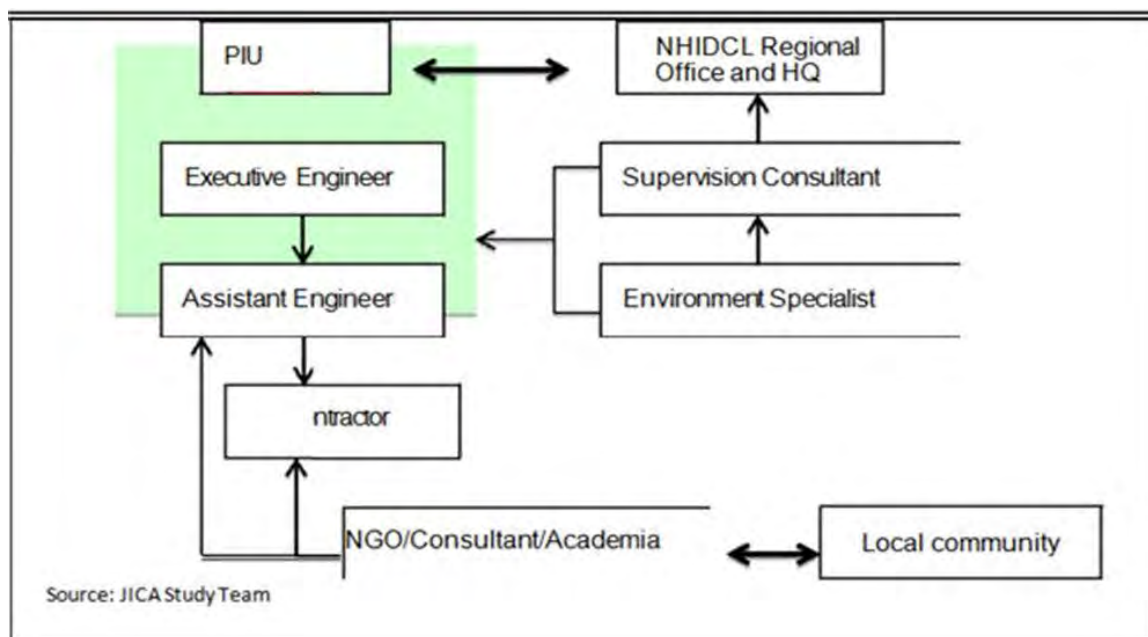 PIU
NHIDCL Regional
Office and HQ
Executive Engineer
Supervision Consultant
Assistant Engineer
Environment Specialist
ntractor
NGO/Consultant/Academia
Local community
Source: JICA Study Team